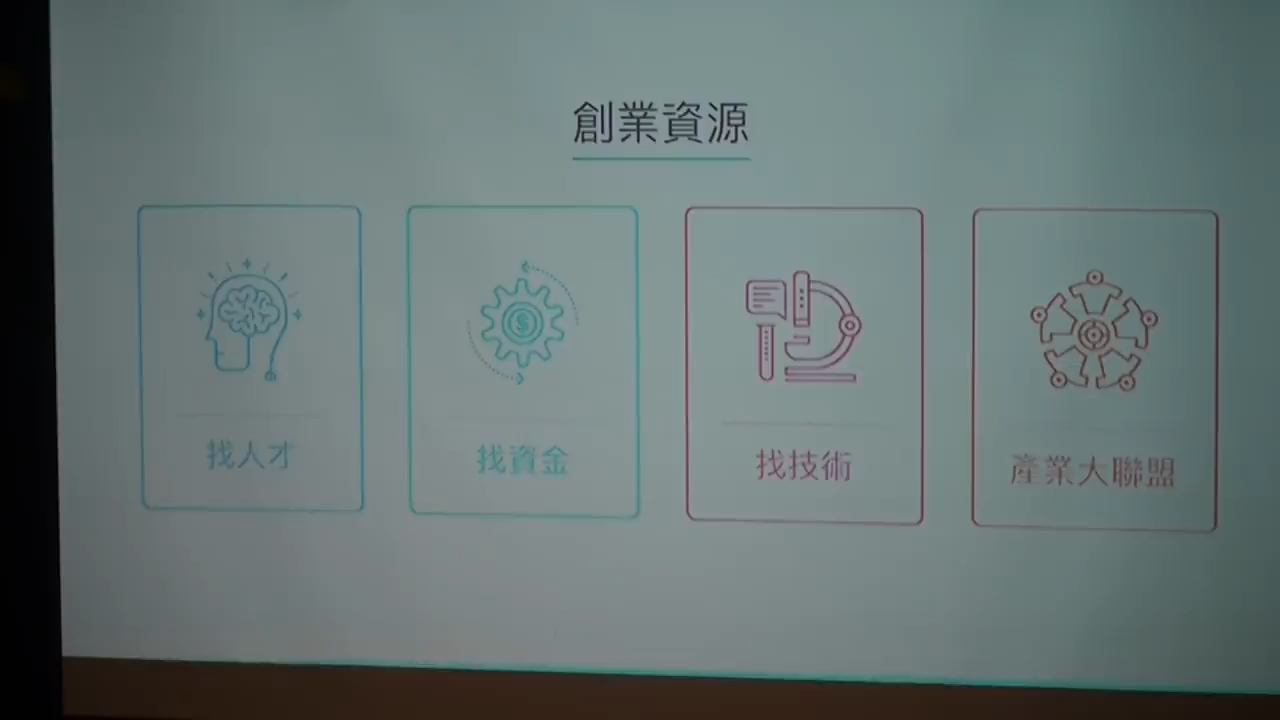 創業資源
找人才
找資金
找技術
產業大聯盟